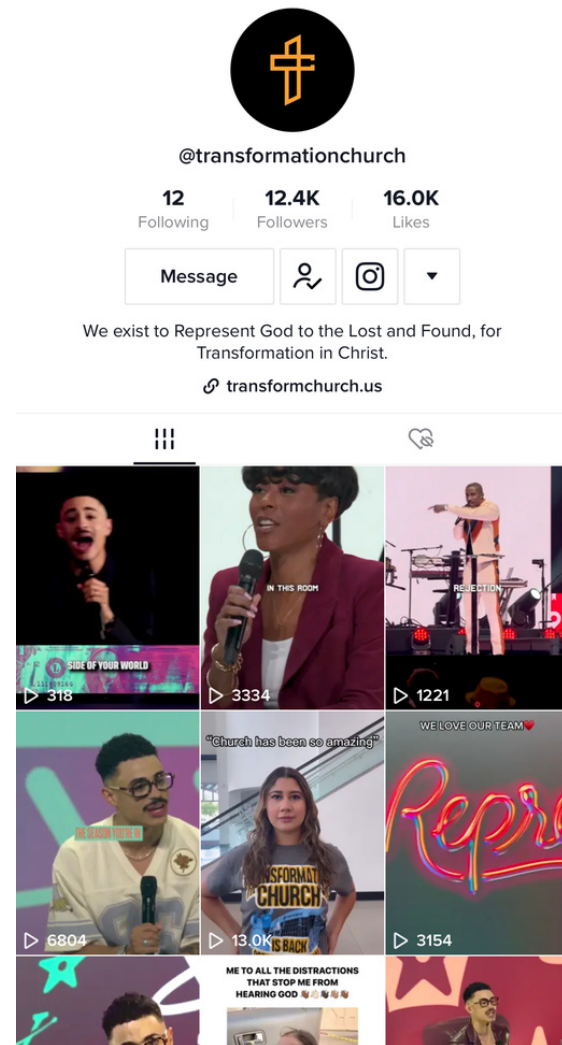 @transformationchurch
12 12.4K 16.0K
Following Followers Likes
Message
We exist to Represent God to the Lost and Found, for
Transformation in Christ.
transformchurch.us
SIDE OF YOUR WORLD
318
IN THIS ROOM
3334
REJECTION
1221
THE SEASON YOU'RE IN
6804
"Church has been so amazing"
CHURCH
IS BACK
13.0K
WE LOVE OUR TEAM
Repre
3154
ME TO ALL THE DISTRACTIONS
THAT STOP ME FROM
HEARING GOD